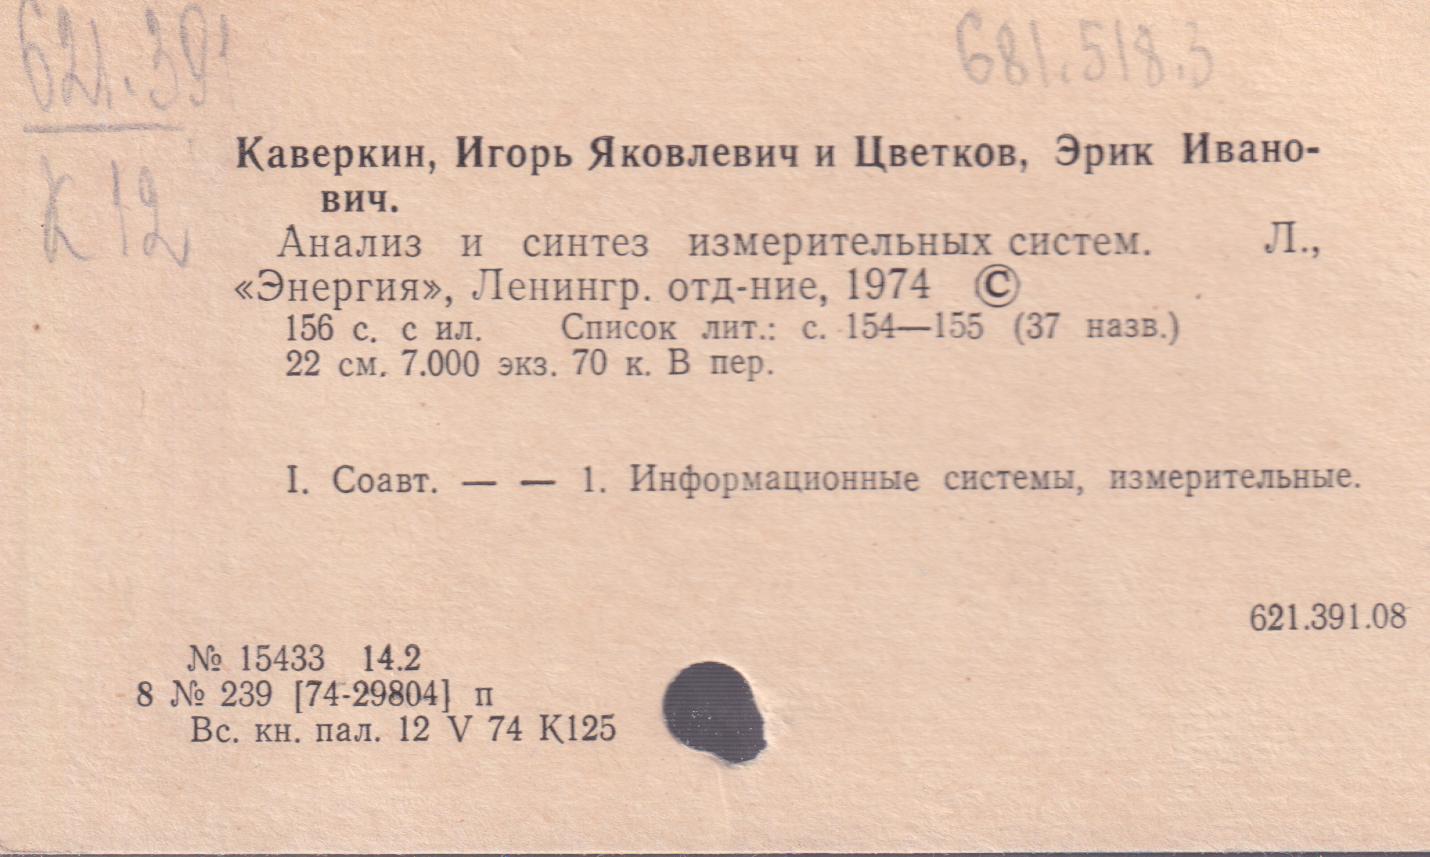 621.391
681.518.3
К 12
Каверкин, Игорь Яковлевич и Цветков, Эрик Ивано-
вич.
Анализ и синтез измерительных систем. Л.,
«Энергия», Ленингр. отд-ние, 1974 ©
156 с. с ил. Список лит.: с. 154—155 (37 назв.)
22 см. 7.000 экз. 70 к. В пер.
I. Соавт. — — 1. Информационные системы, измерительные.
621.391.08
№ 15433 14.2
8 № 239 [74-29804] п
Вс. кн. пал. 12 V 74 К125